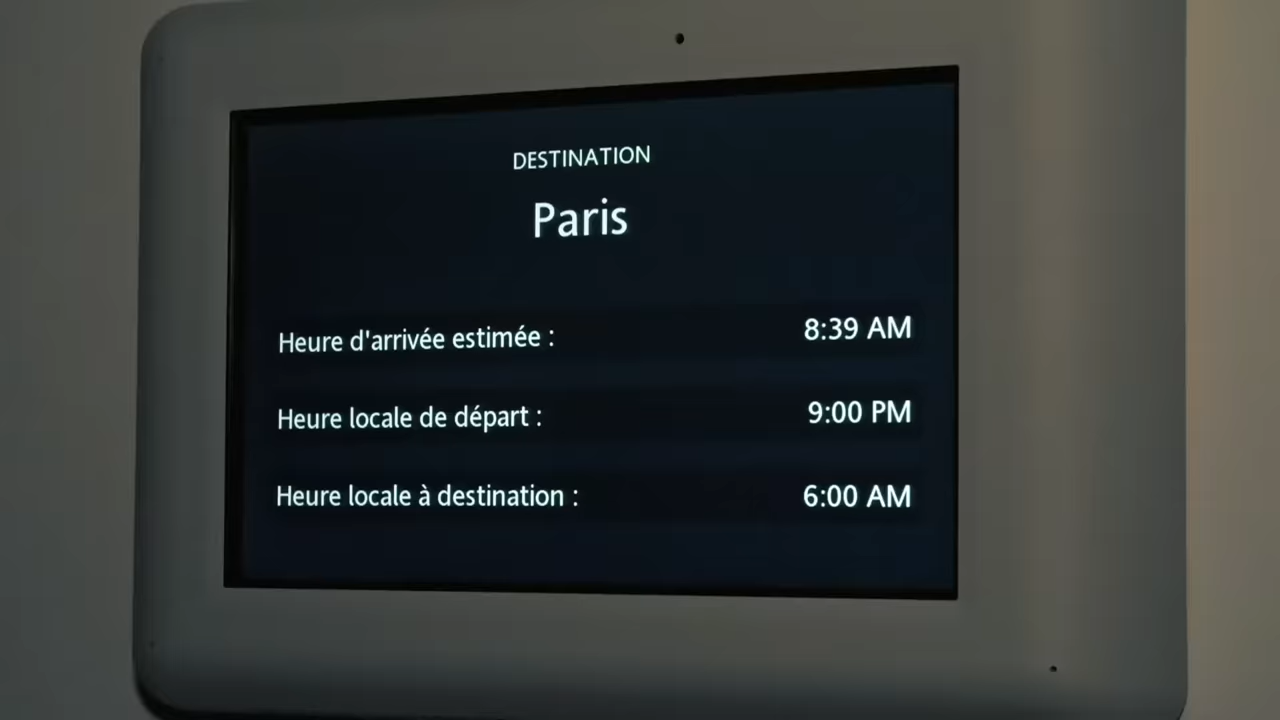 DESTINATION
Paris
Heure d'arrivée estimée : 8:39 AM
Heure locale de départ : 9:00 PM
Heure locale à destination : 6:00 AM